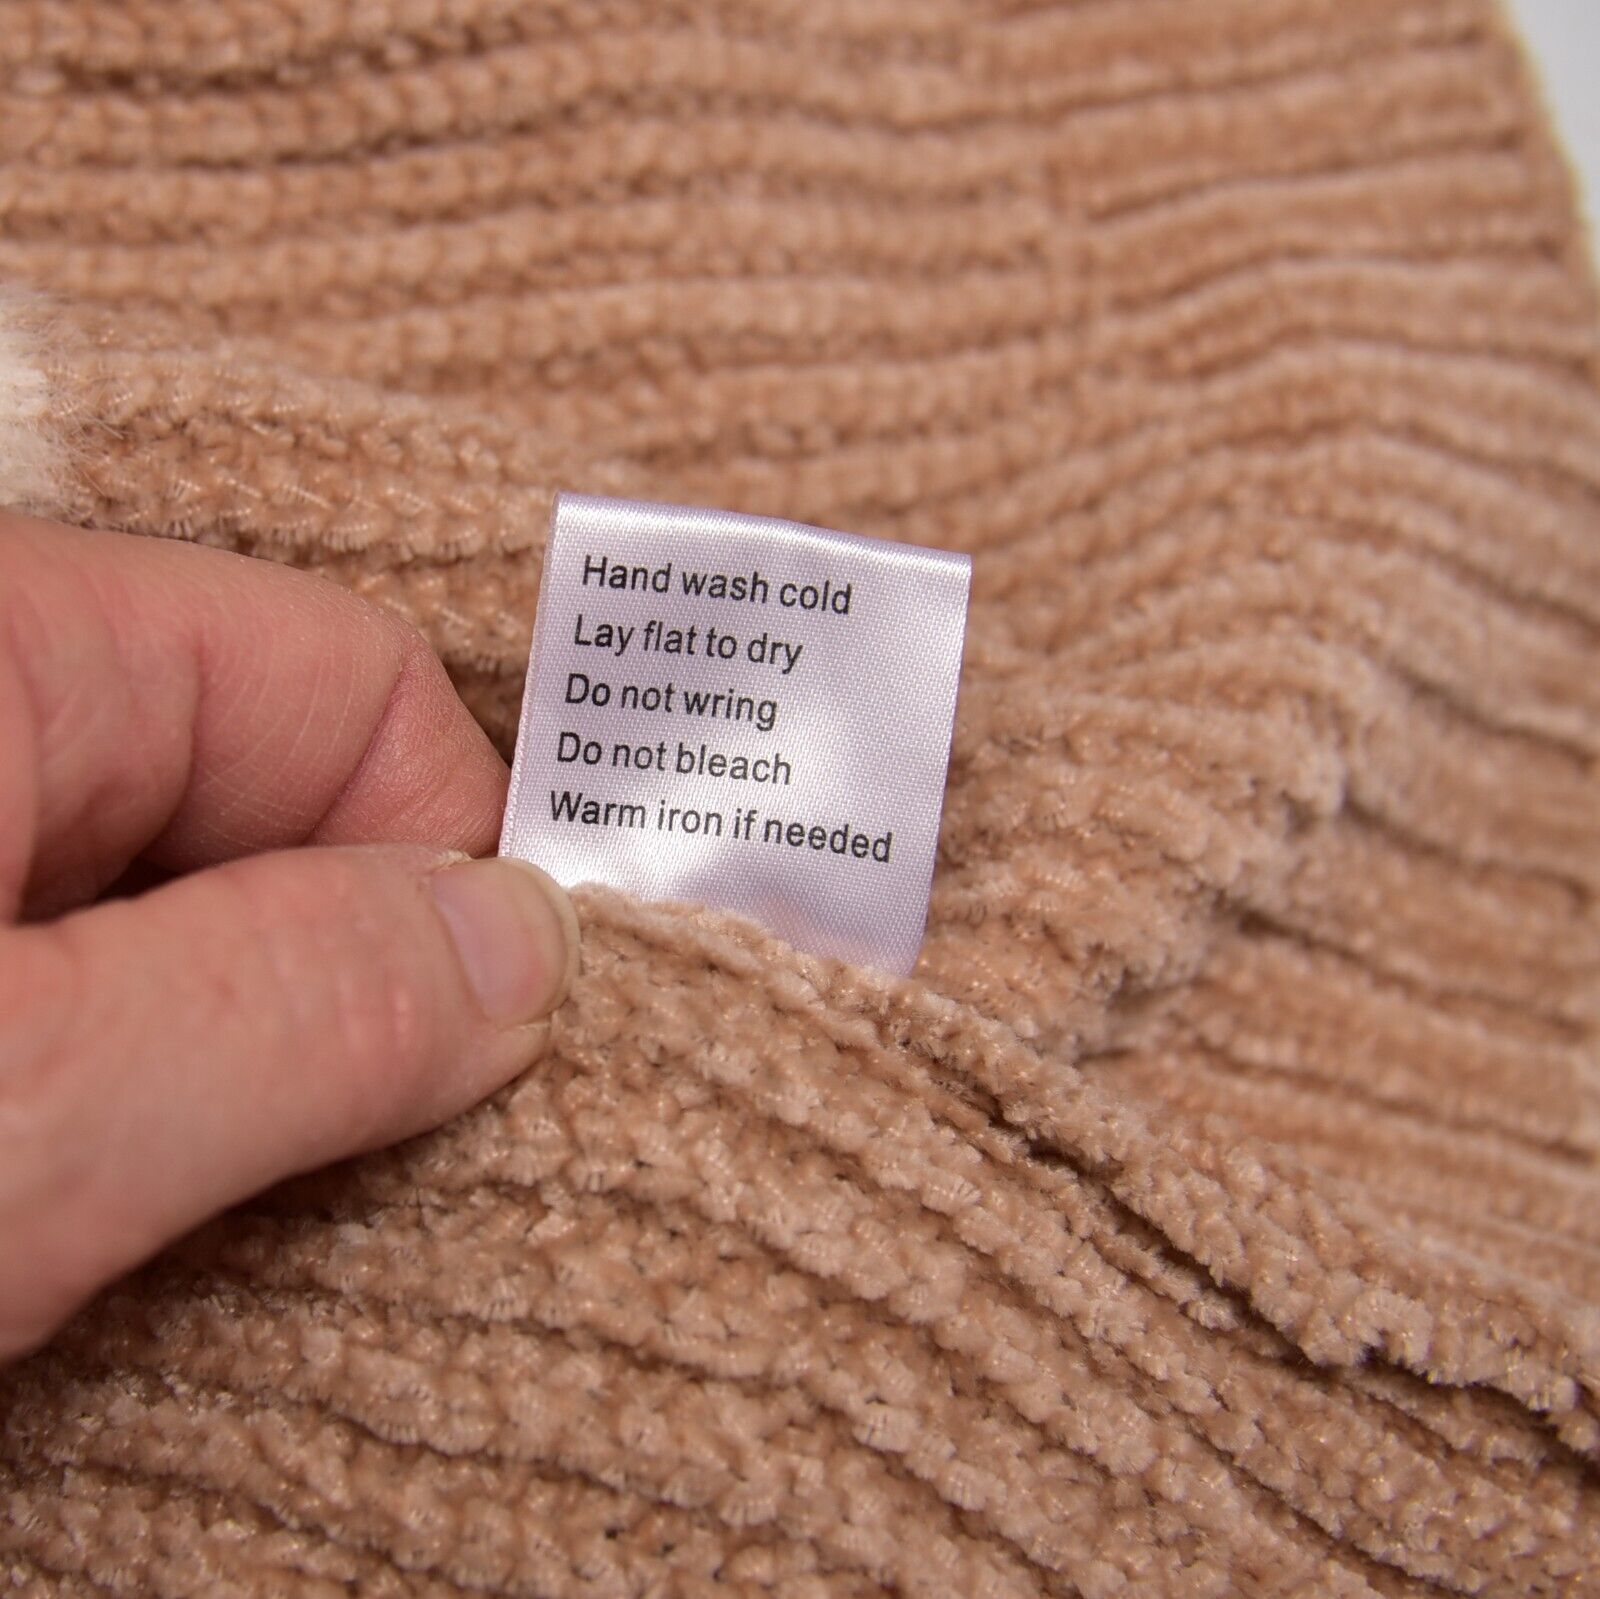 Hand wash cold
Lay flat to dry
Do not wring
Do not bleach
Warm iron if needed